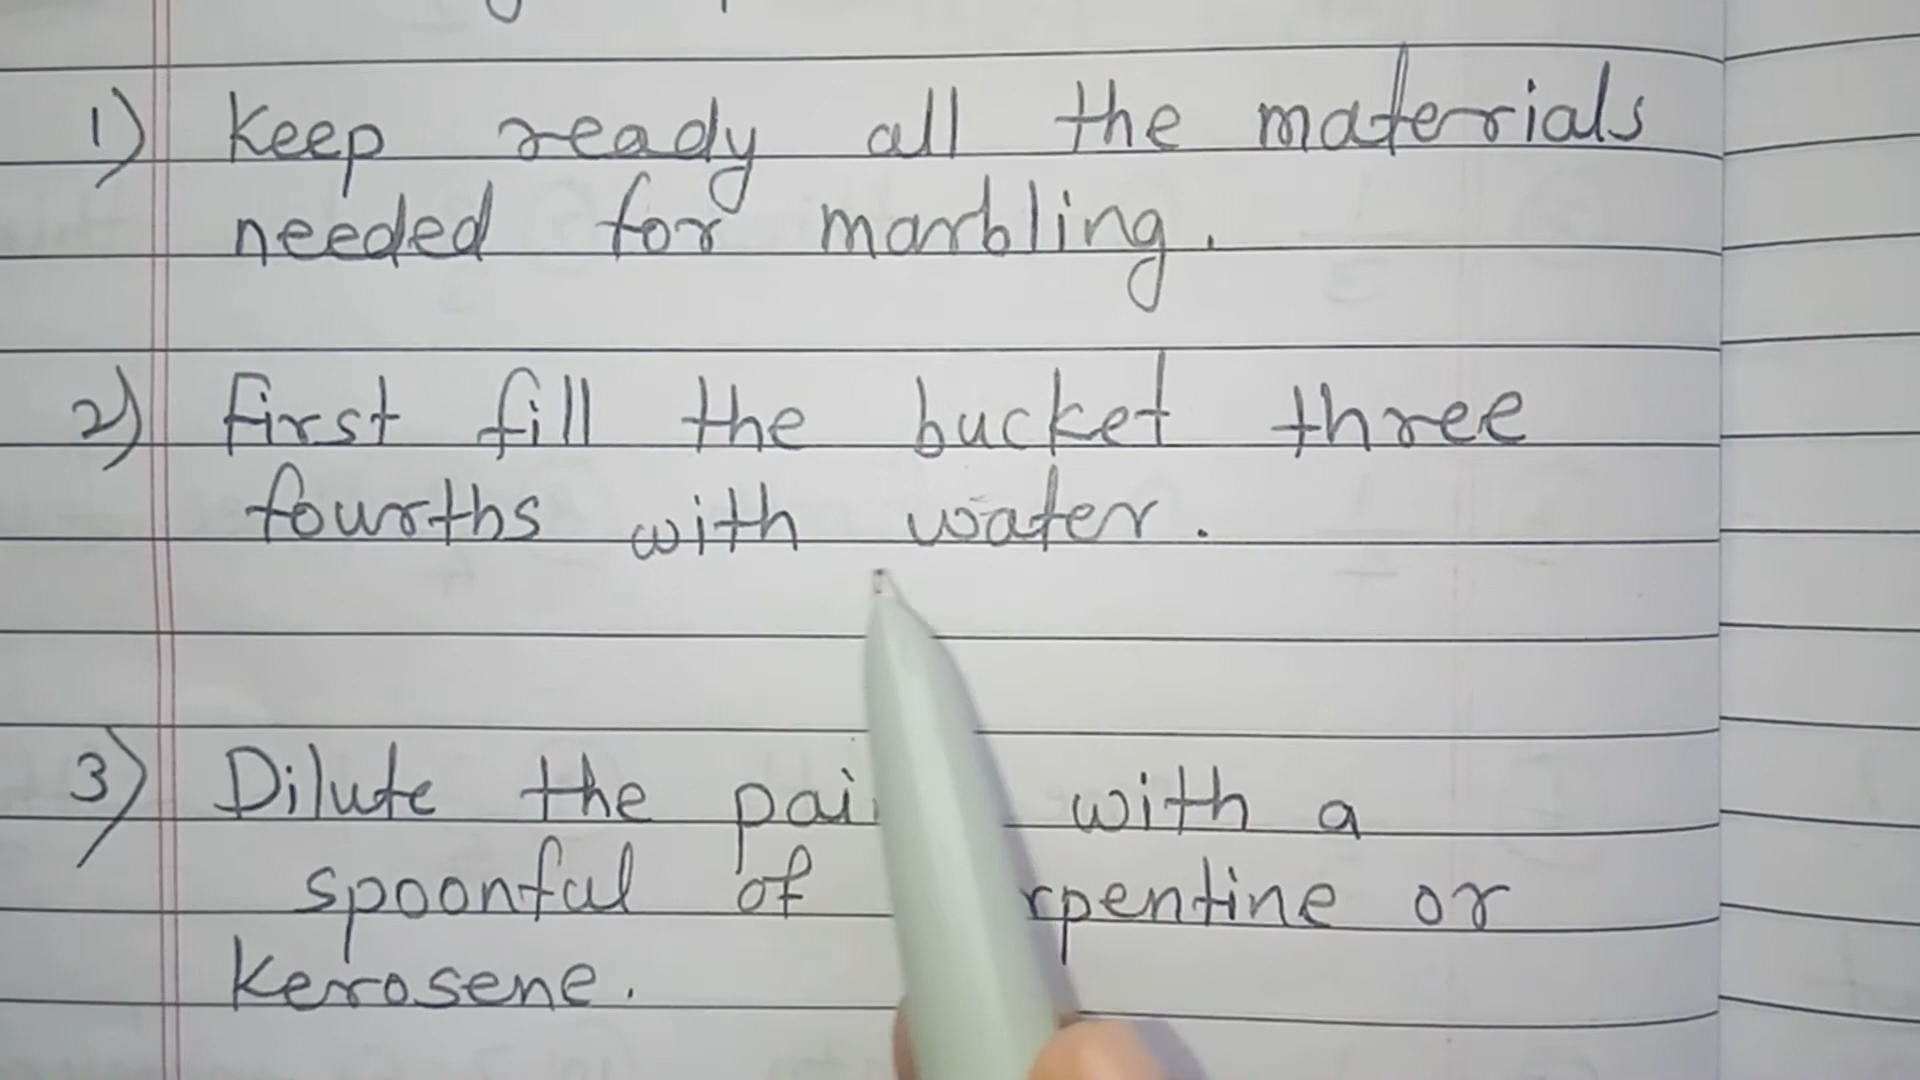 1) Keep ready all the materials
needed for marbling.
2) First fill the bucket three
fourths with water.
3) Dilute the with a
spoonful of or
kerosene.